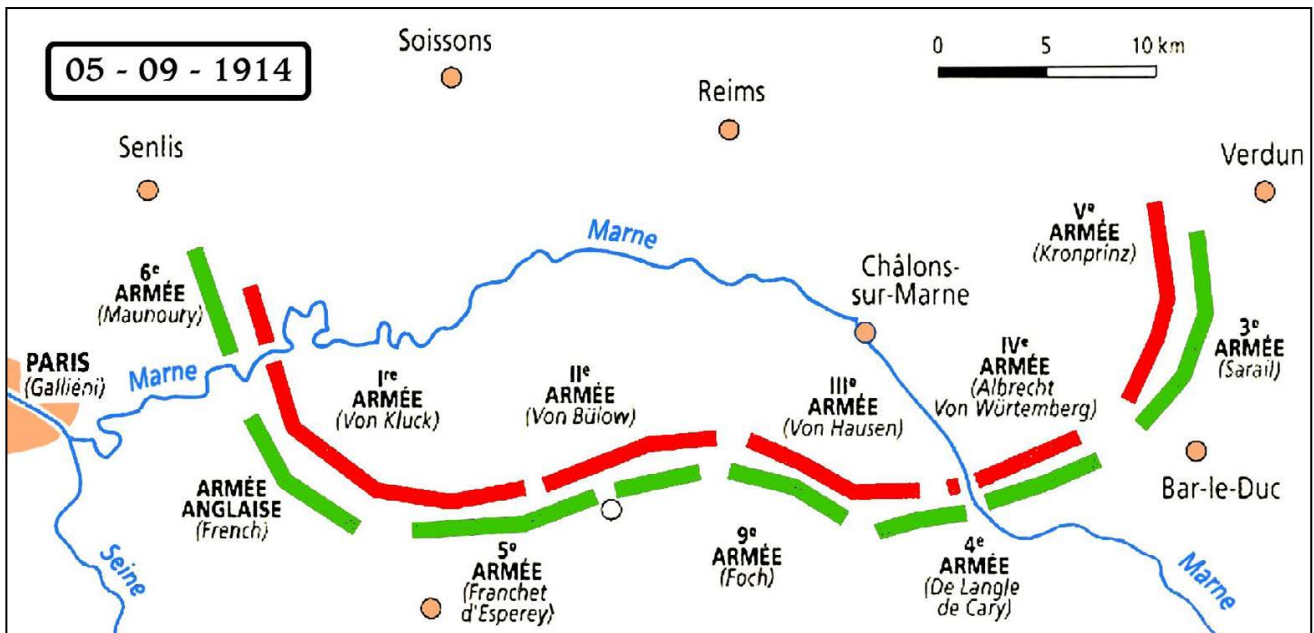 05 - 09 - 1914
Soissons
0 5 10 km
Reims
Senlis
Verdun
Marne
Vᵉ
ARMÉE
(Kronprinz)
6ᵉ
ARMÉE
(Maunoury)
Châlons-
sur-Marne
3ᵉ
ARMÉE
(Sarail)
PARIS
(Galliéni)
Marne
Iʳᵉ
ARMÉE
(Von Kluck)
IIᵉ
ARMÉE
(Von Bülow)
IIIᵉ
ARMÉE
(Von Hausen)
IVᵉ
ARMÉE
(Albrecht
Von Würtemberg)
ARMÉE
ANGLAISE
(French)
Bar-le-Duc
Seine
5ᵉ
ARMÉE
(Franchet
d'Esperey)
9ᵉ
ARMÉE
(Foch)
4ᵉ
ARMÉE
(De Langle
de Cary)
Marne